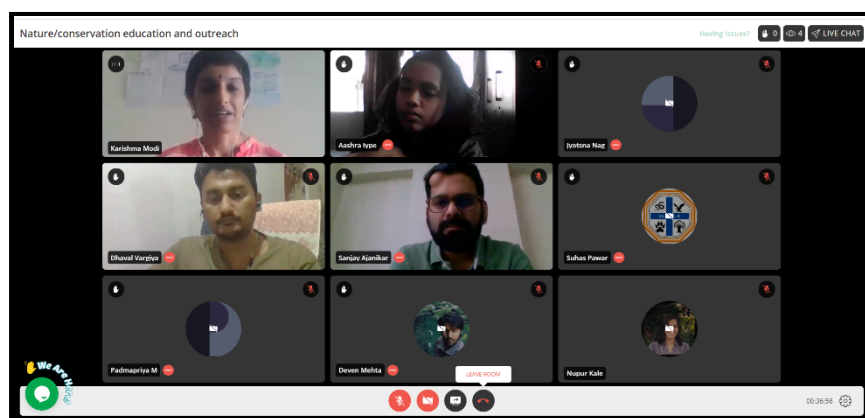 Nature/conservation education and outreach
Having issues?
0
4
LIVE CHAT
Karishma Modi
Aashra Iype
Jyotsna Nag
Dhaval Vargiya
Sanjay Ajanikar
Suhas Pawar
Padmapriya M
Deven Mehta
Nupur Kale
LEAVE ROOM
We Are
00:36:56